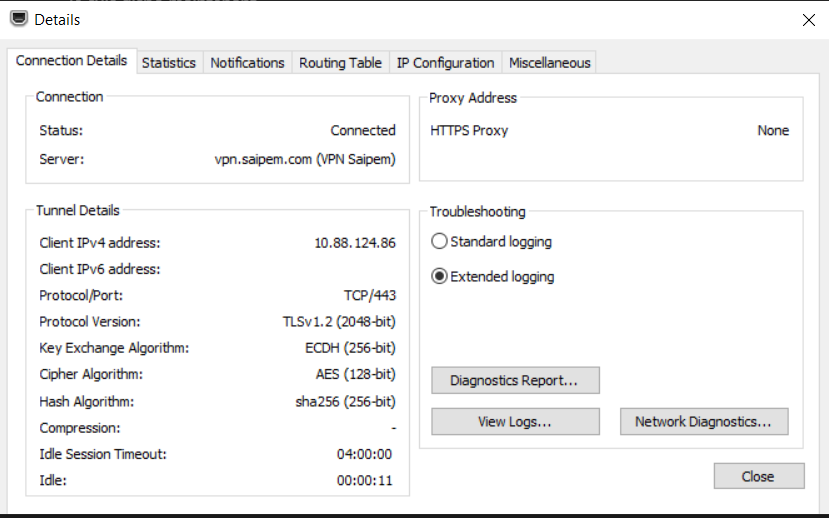 Details
Connection Details Statistics Notifications Routing Table IP Configuration Miscellaneous
Connection
Status: Connected
Server: vpn.saipem.com (VPN Saipem)
Proxy Address
HTTPS Proxy None
Tunnel Details
Client IPv4 address: 10.88.124.86
Client IPv6 address:
Protocol/Port: TCP/443
Protocol Version: TLSv1.2 (2048-bit)
Key Exchange Algorithm: ECDH (256-bit)
Cipher Algorithm: AES (128-bit)
Hash Algorithm: sha256 (256-bit)
Compression: -
Idle Session Timeout: 04:00:00
Idle: 00:00:11
Troubleshooting
Standard logging
Extended logging
Diagnostics Report...
View Logs... Network Diagnostics...
Close